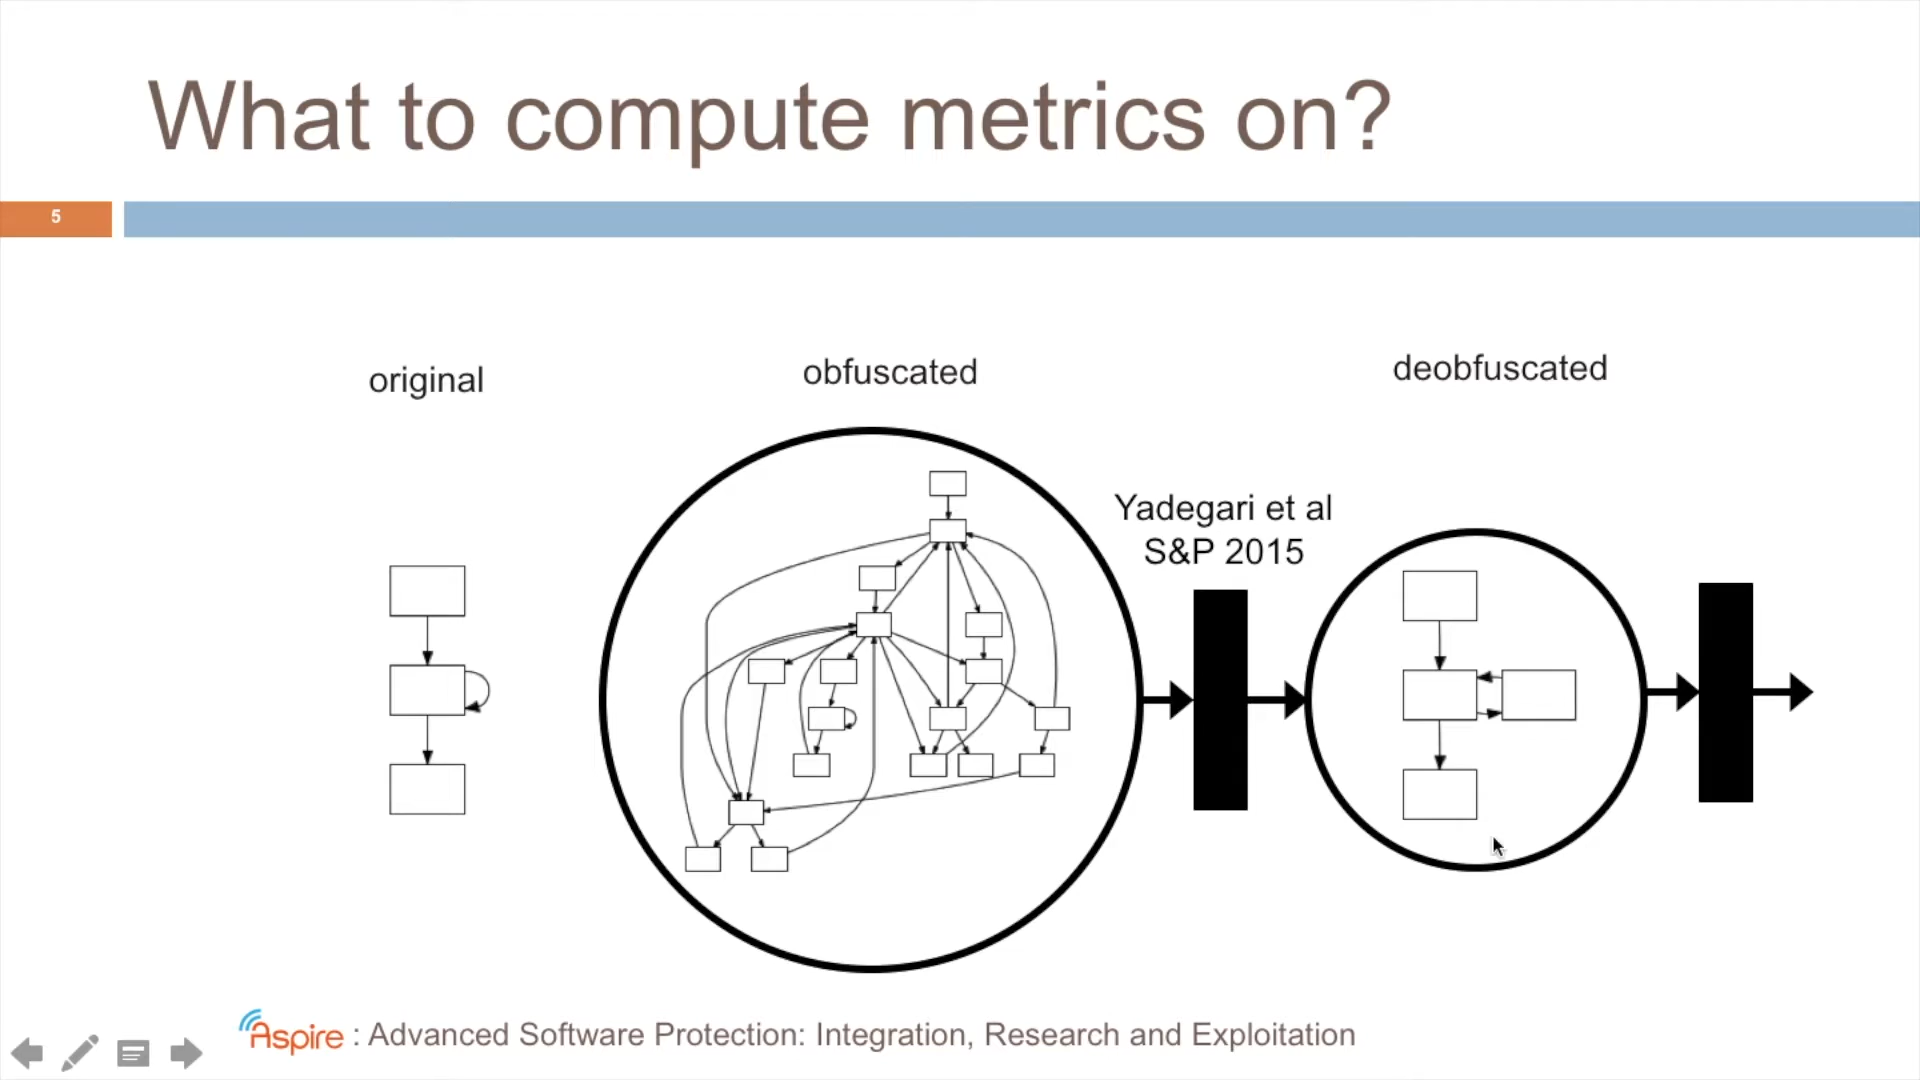 What to compute metrics on?
5
original
obfuscated
deobfuscated
Yadegari et al
S&P 2015
Aspire : Advanced Software Protection: Integration, Research and Exploitation